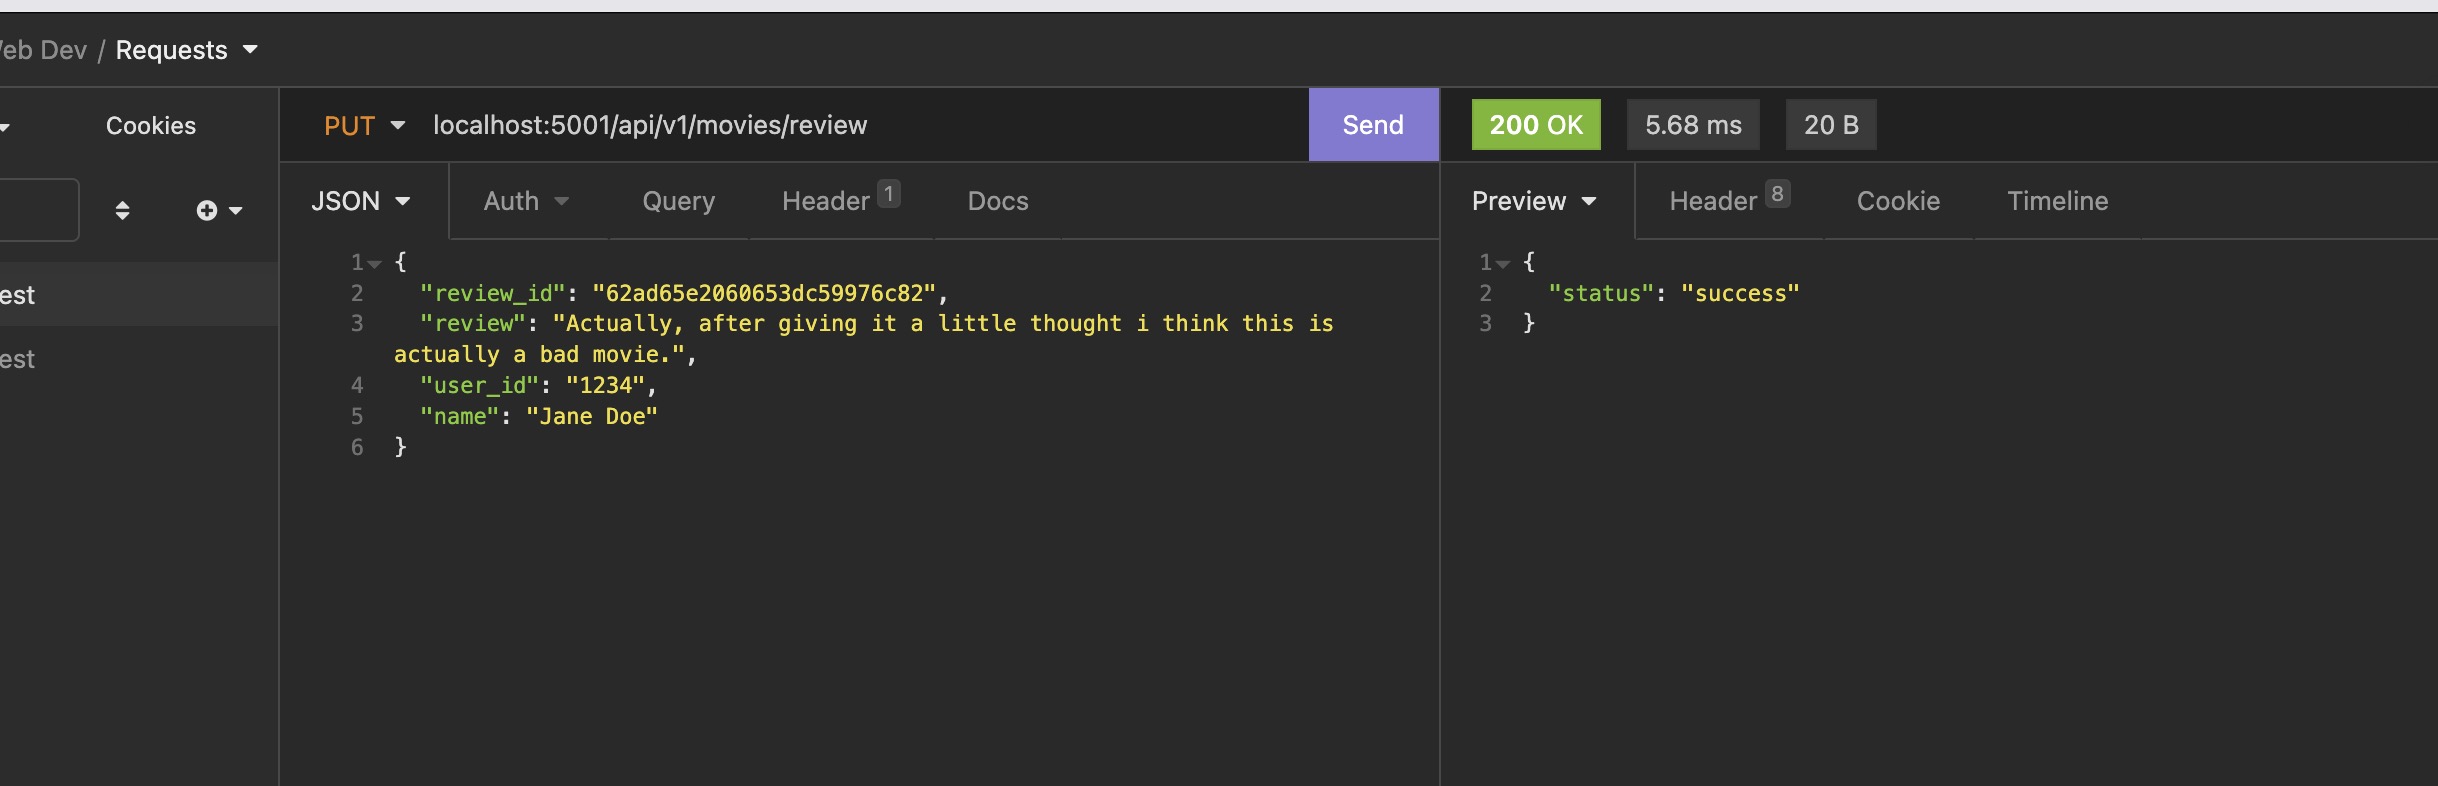 eb Dev / Requests
Cookies
PUT localhost:5001/api/v1/movies/review Send
200 OK 5.68 ms 20 B
JSON Auth Query Header 1 Docs
Preview Header 8 Cookie Timeline
est
est
1 {
2 "review_id": "62ad65e2060653dc59976c82",
3 "review": "Actually, after giving it a little thought i think this is
actually a bad movie.",
4 "user_id": "1234",
5 "name": "Jane Doe"
6 }
1 {
2 "status": "success"
3 }